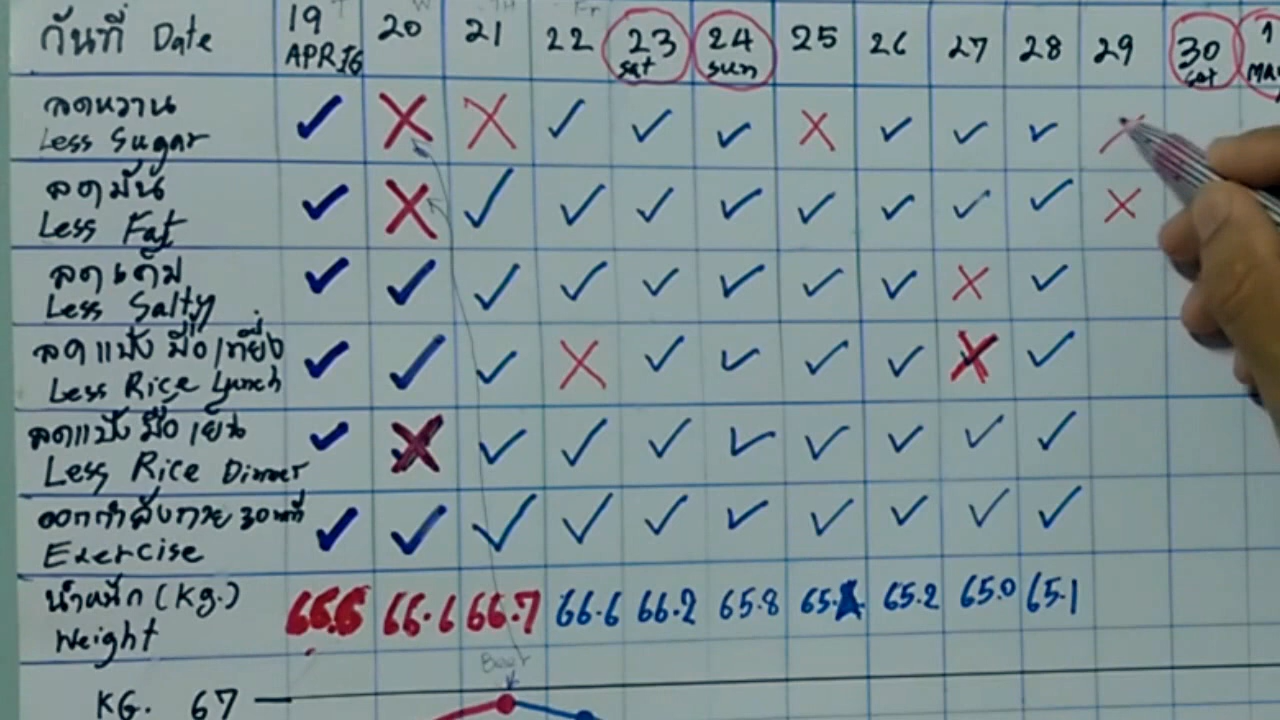 วันที่ Date 19 20 21 22 23 24 25 26 27 28 29 30 1
APR16 sat sun sat MAY
ลดหวาน
Less Sugar
ลดมัน
Less Fat
ลดเค็ม
Less Salty
ลดแป้ง มื้อเที่ยง
Less Rice Lunch
ลดแป้ง มื้อเย็น
Less Rice Dinner
ออกกำลังกาย 30 นาที
Exercise
น้ำหนัก (Kg.) 66.6 66.6 66.7 66.6 66.2 65.8 65.2 65.0 65.1
Weight
KG. 67